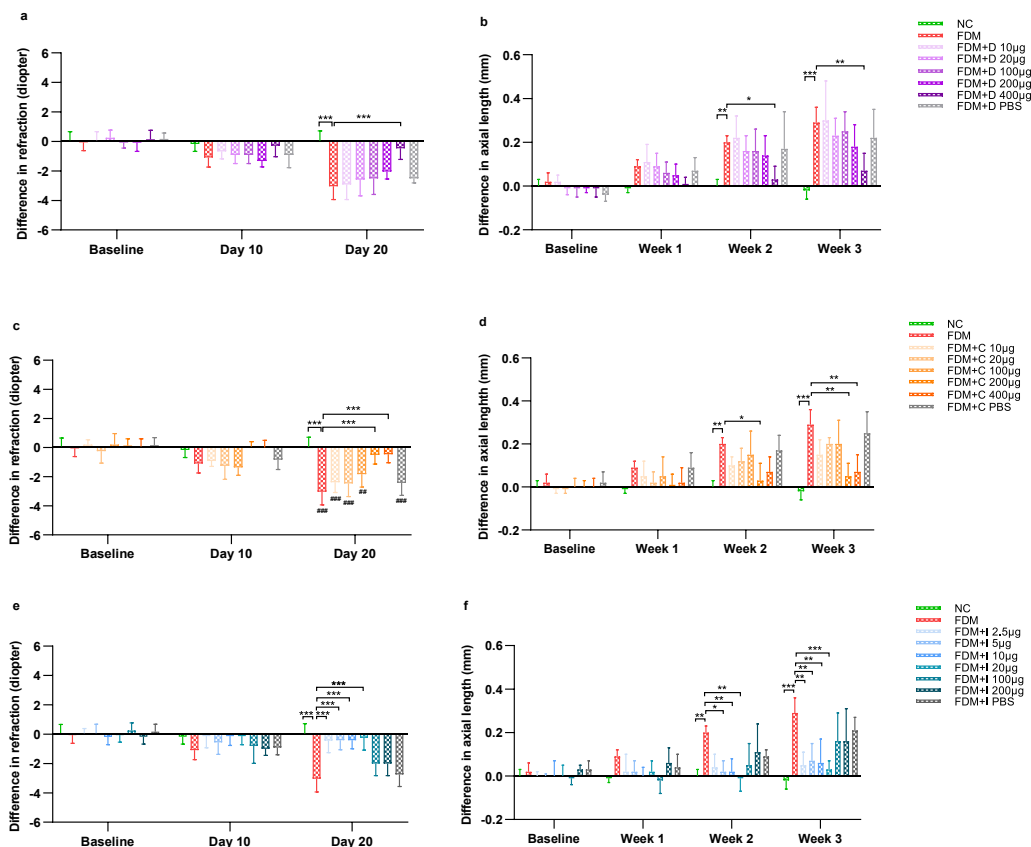 a
Difference in refraction (diopter)
6
4
2
0
-2
-4
-6
Baseline
Day 10
Day 20
***
***
b
Difference in axial length (mm)
0.6
0.4
0.2
0.0
-0.2
Baseline
Week 1
Week 2
Week 3
**
*
***
**
NC
FDM
FDM+D 10μg
FDM+D 20μg
FDM+D 100μg
FDM+D 200μg
FDM+D 400μg
FDM+D PBS
c
Difference in refraction (diopter)
6
4
2
0
-2
-4
-6
Baseline
Day 10
Day 20
***
***
***
###
###
###
##
###
d
Difference in axial lenghth (mm)
0.6
0.4
0.2
0.0
-0.2
Baseline
Week 1
Week 2
Week 3
**
*
***
**
**
NC
FDM
FDM+C 10μg
FDM+C 20μg
FDM+C 100μg
FDM+C 200μg
FDM+C 400μg
FDM+C PBS
e
Difference in refraction (diopter)
6
4
2
0
-2
-4
-6
Baseline
Day 10
Day 20
***
***
***
***
***
f
Difference in axial length (mm)
0.6
0.4
0.2
0.0
-0.2
Baseline
Week 1
Week 2
Week 3
**
**
**
*
***
**
**
**
***
NC
FDM
FDM+I 2.5μg
FDM+I 5μg
FDM+I 10μg
FDM+I 20μg
FDM+I 100μg
FDM+I 200μg
FDM+I PBS